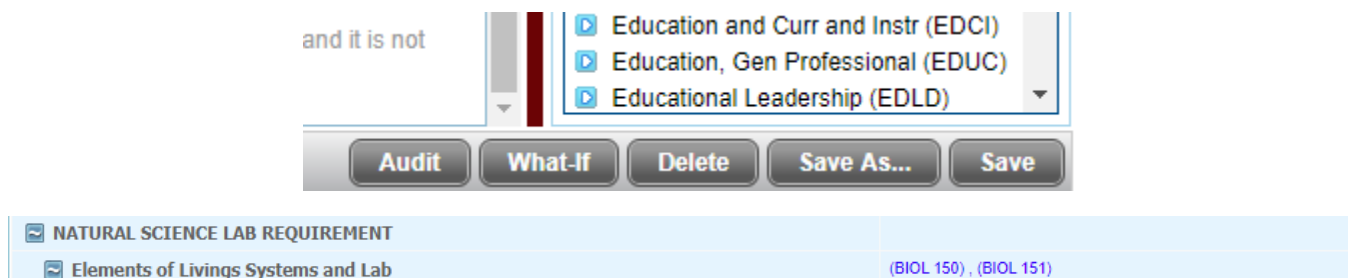 and it is not
Education and Curr and Instr (EDCI)
Education, Gen Professional (EDUC)
Educational Leadership (EDLD)
Audit What-If Delete Save As... Save
NATURAL SCIENCE LAB REQUIREMENT
Elements of Livings Systems and Lab (BIOL 150) , (BIOL 151)